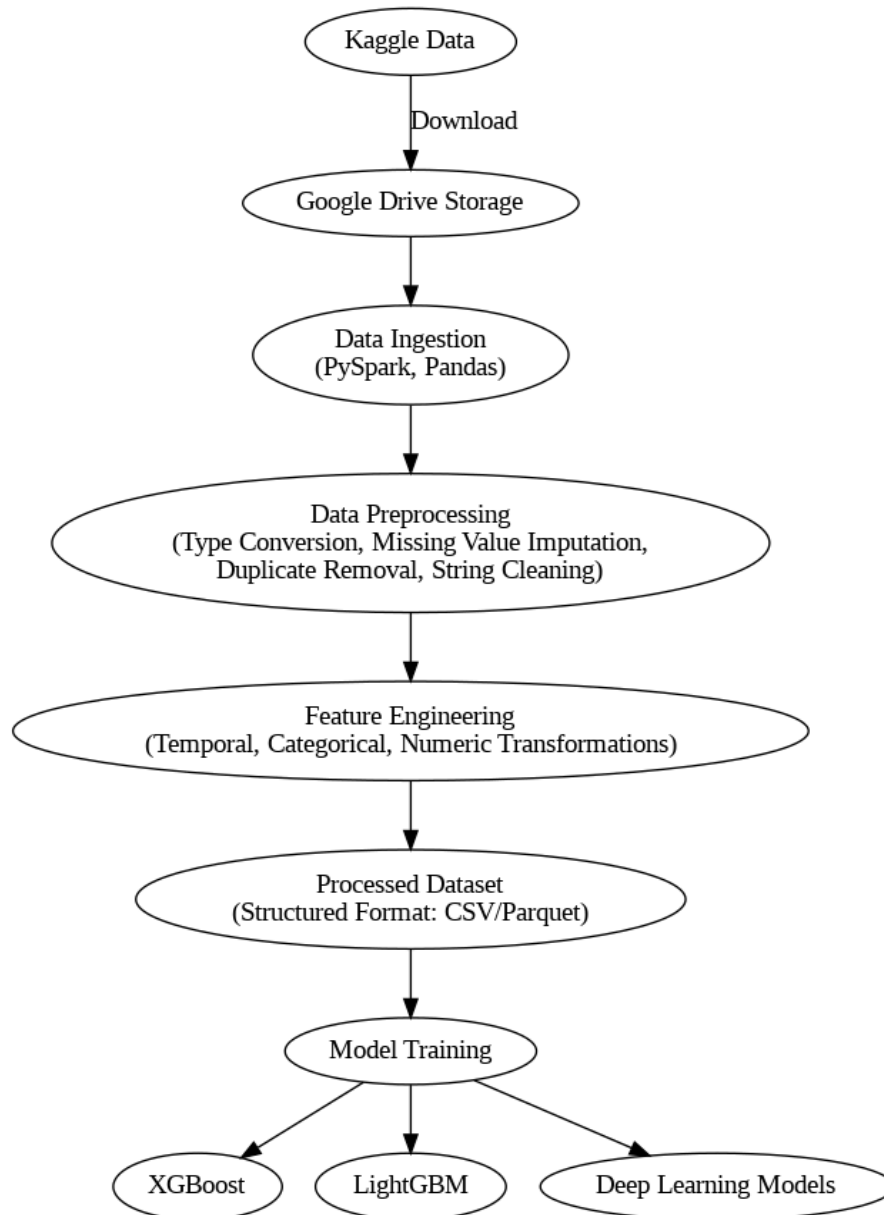 Kaggle Data
Download
Google Drive Storage
Data Ingestion
(PySpark, Pandas)
Data Preprocessing
(Type Conversion, Missing Value Imputation,
Duplicate Removal, String Cleaning)
Feature Engineering
(Temporal, Categorical, Numeric Transformations)
Processed Dataset
(Structured Format: CSV/Parquet)
Model Training
XGBoost
LightGBM
Deep Learning Models